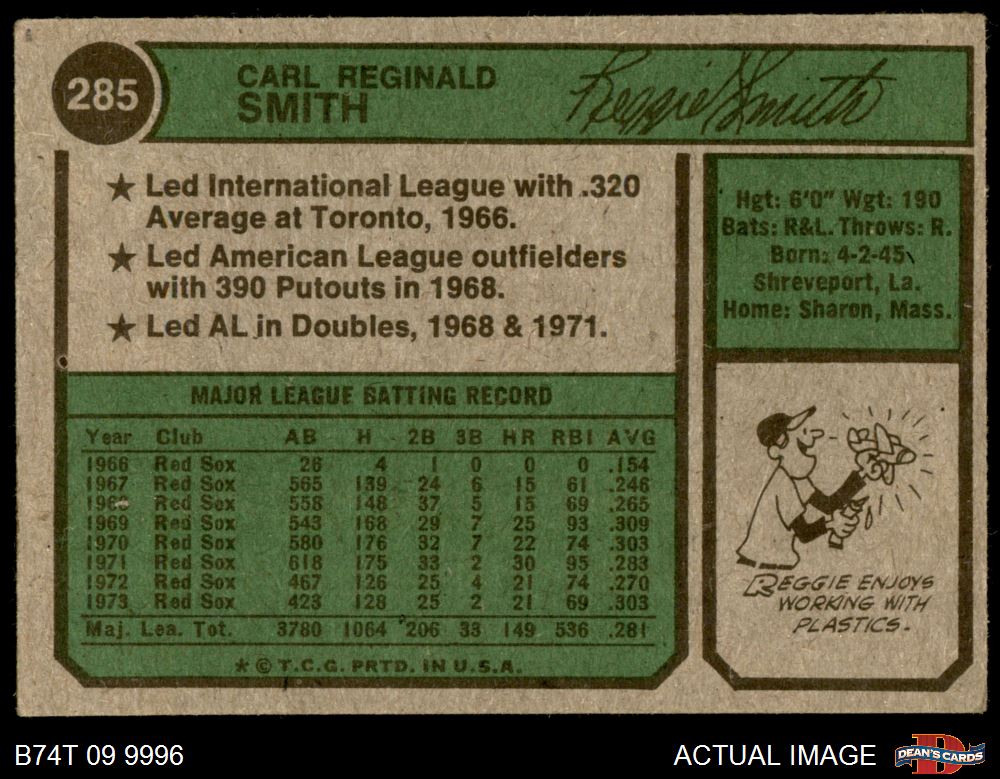 285
CARL REGINALD
SMITH
Reggie Smith
★ Led International League with .320
Average at Toronto, 1966.
★ Led American League outfielders
with 390 Putouts in 1968.
★ Led AL in Doubles, 1968 & 1971.
Hgt: 6'0" Wgt: 190
Bats: R&L. Throws: R.
Born: 4-2-45
Shreveport, La.
Home: Sharon, Mass.
MAJOR LEAGUE BATTING RECORD
Year Club AB H 2B 3B HR RBI AVG
1966 Red Sox 26 4 1 0 0 0 .154
1967 Red Sox 565 139 24 6 15 61 .246
1968 Red Sox 558 148 37 5 15 69 .265
1969 Red Sox 543 168 29 7 25 93 .309
1970 Red Sox 580 176 32 7 22 74 .303
1971 Red Sox 618 175 33 2 30 95 .283
1972 Red Sox 467 126 25 4 21 74 .270
1973 Red Sox 423 128 25 2 21 69 .303
Maj. Lea. Tot. 3780 1064 206 33 149 536 .281
★ © T.C.G. PRTD. IN U.S.A.
REGGIE ENJOYS
WORKING WITH
PLASTICS.
B74T 09 9996
ACTUAL IMAGE
DEAN'S CARDS